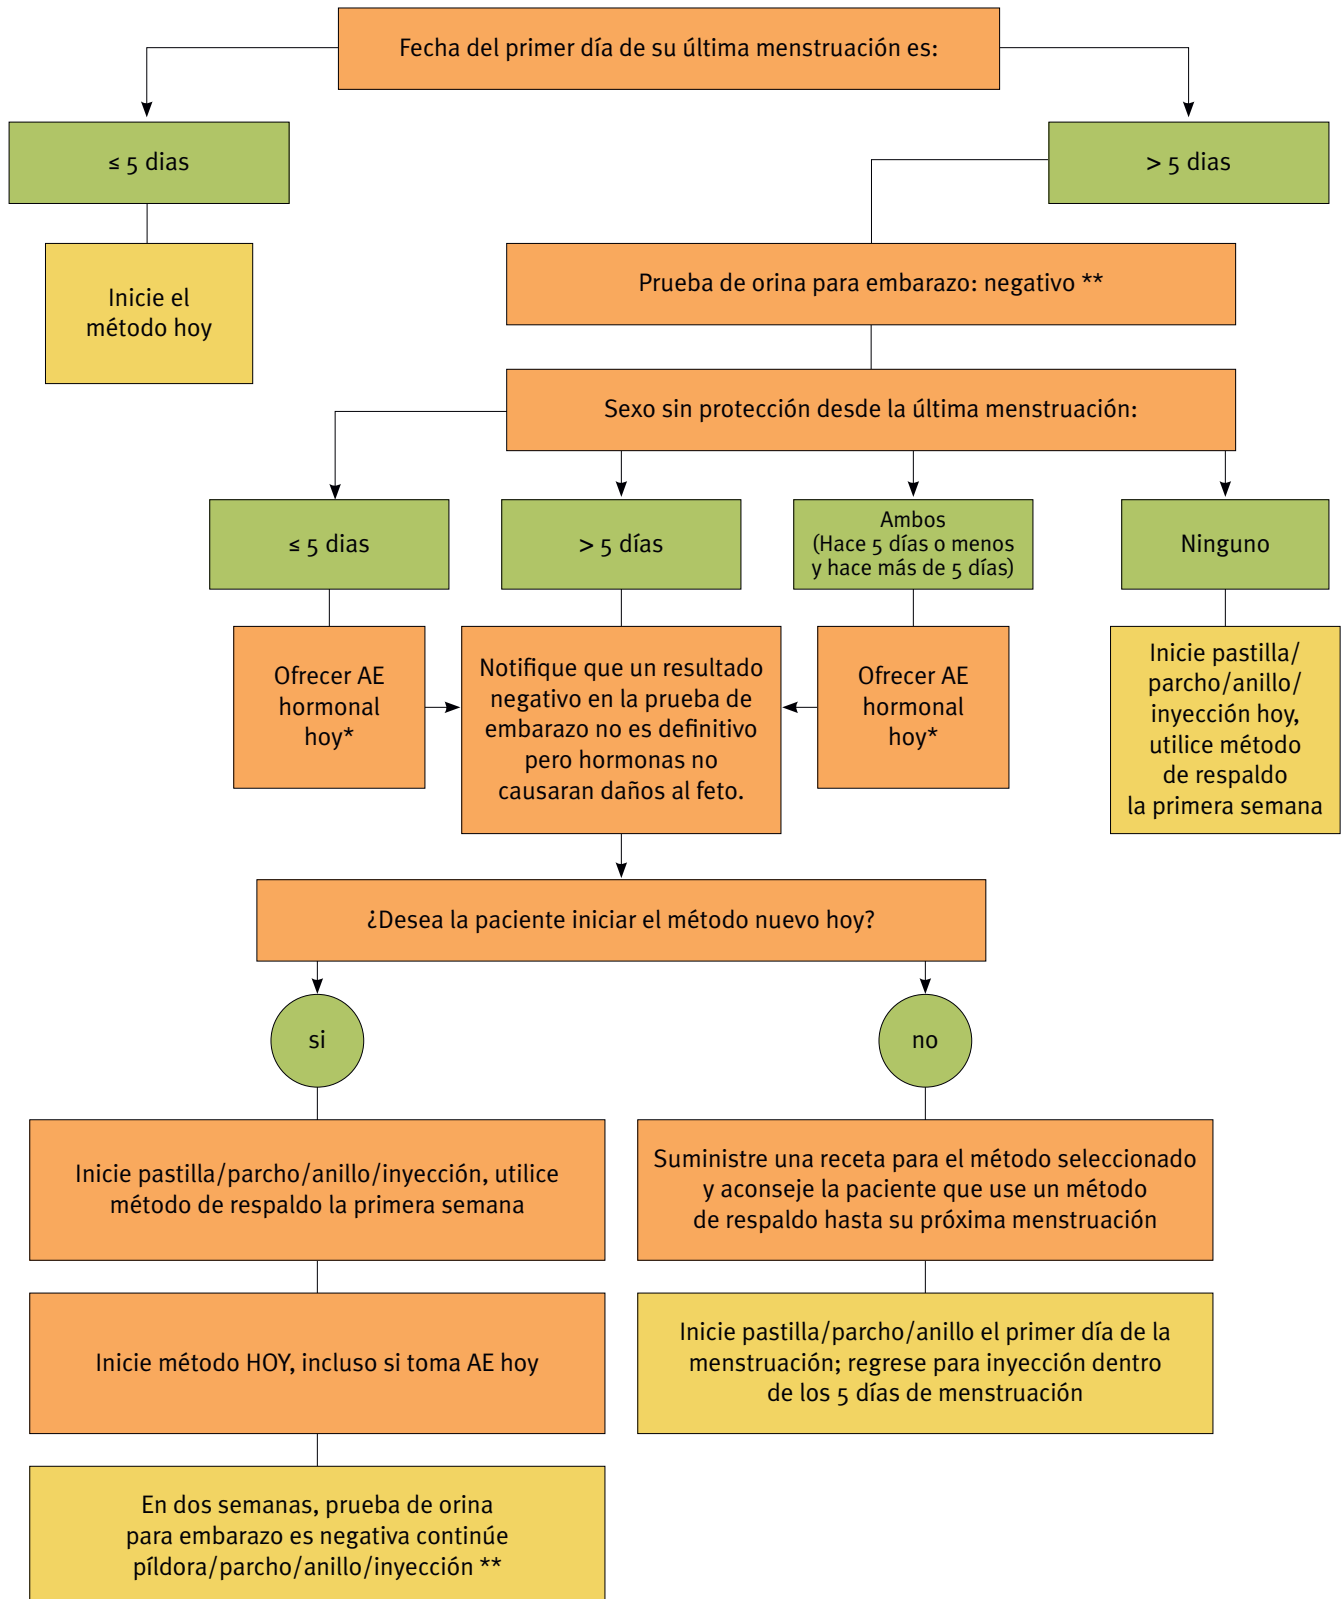 Fecha del primer día de su última menstruación es:
≤ 5 dias
> 5 dias
Inicie el
método hoy
Prueba de orina para embarazo: negativo **
Sexo sin protección desde la última menstruación:
≤ 5 dias
> 5 días
Ambos
(Hace 5 días o menos
y hace más de 5 días)
Ninguno
Ofrecer AE
hormonal
hoy*
Notifique que un resultado
negativo en la prueba de
embarazo no es definitivo
pero hormonas no
causaran daños al feto.
Ofrecer AE
hormonal
hoy*
Inicie pastilla/
parcho/anillo/
inyección hoy,
utilice método
de respaldo
la primera semana
¿Desea la paciente iniciar el método nuevo hoy?
si
no
Inicie pastilla/parcho/anillo/inyección, utilice
método de respaldo la primera semana
Suministre una receta para el método seleccionado
y aconseje la paciente que use un método
de respaldo hasta su próxima menstruación
Inicie método HOY, incluso si toma AE hoy
Inicie pastilla/parcho/anillo el primer día de la
menstruación; regrese para inyección dentro
de los 5 días de menstruación
En dos semanas, prueba de orina
para embarazo es negativa continúe
píldora/parcho/anillo/inyección **